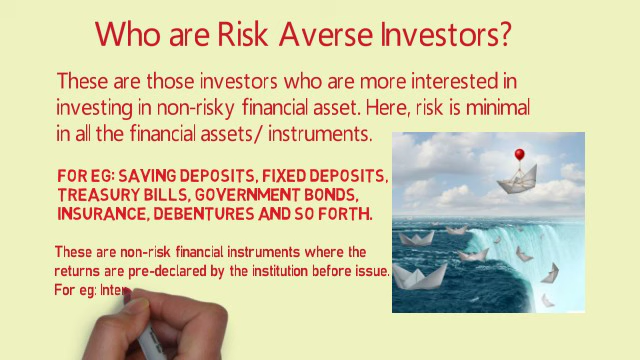 Who are Risk Averse Investors?
These are those investors who are more interested in
investing in non-risky financial asset. Here, risk is minimal
in all the financial assets/ instruments.
FOR EG: SAVING DEPOSITS, FIXED DEPOSITS,
TREASURY BILLS, GOVERNMENT BONDS,
INSURANCE, DEBENTURES AND SO FORTH.
These are non-risk financial instruments where the
returns are pre-declared by the institution before issue.
For eg: Inter